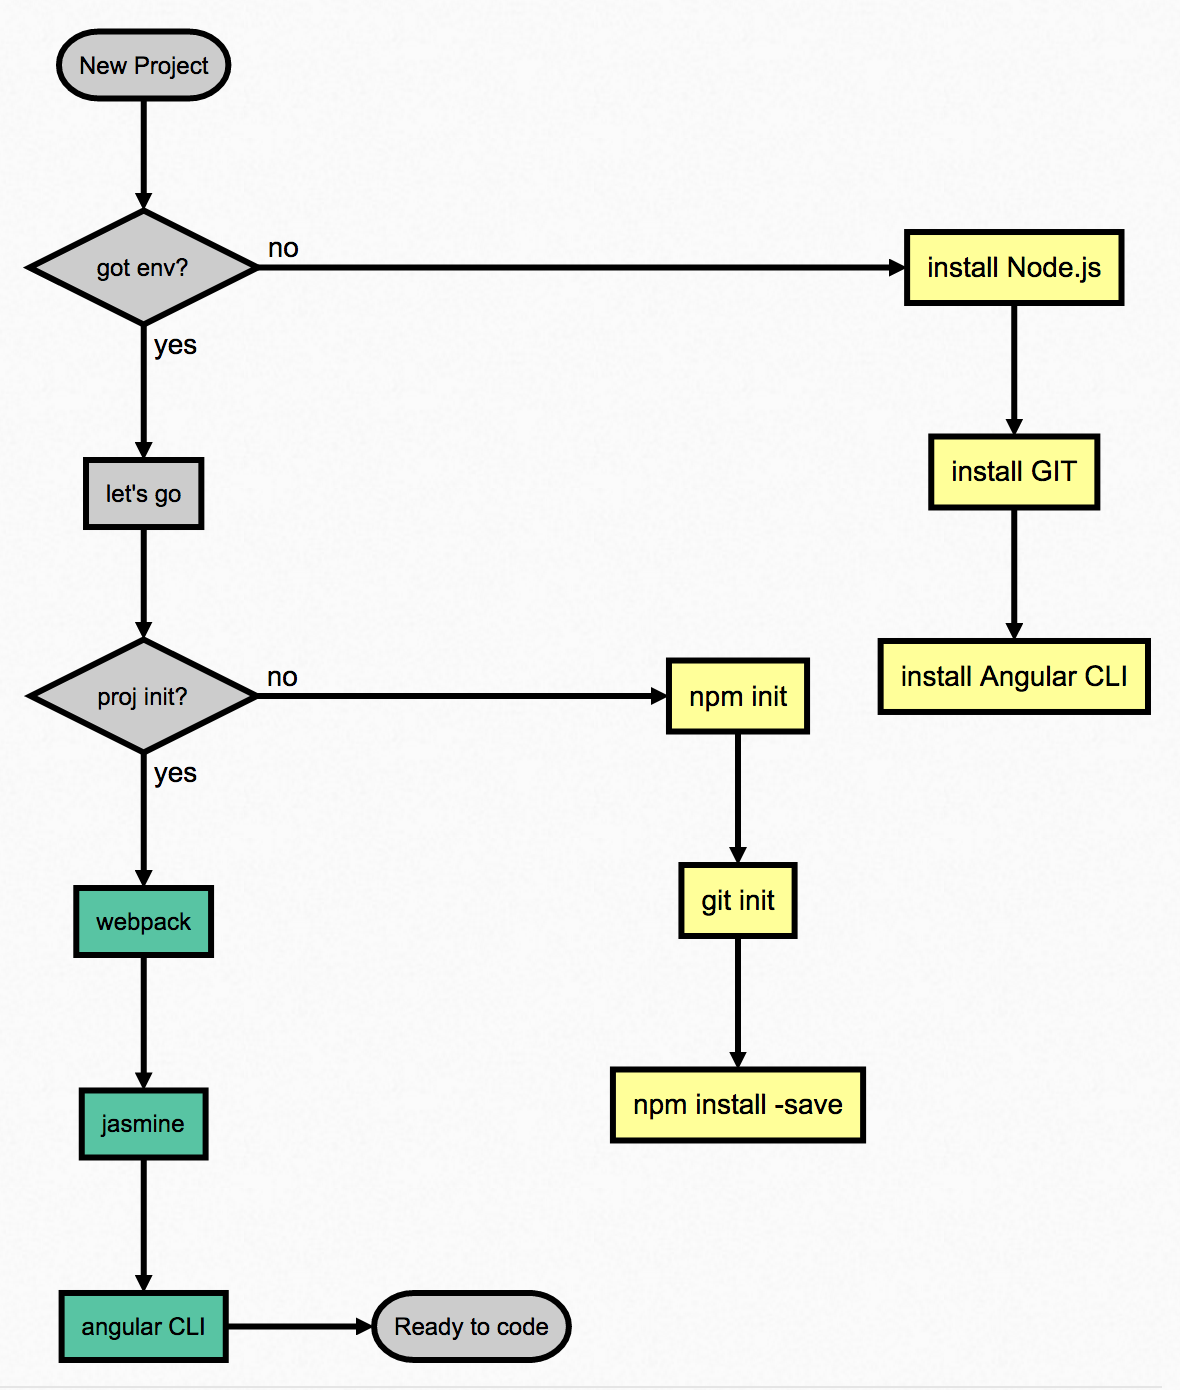 New Project
got env?
no
install Node.js
yes
install GIT
let's go
install Angular CLI
proj init?
no
npm init
yes
git init
webpack
npm install -save
jasmine
angular CLI
Ready to code